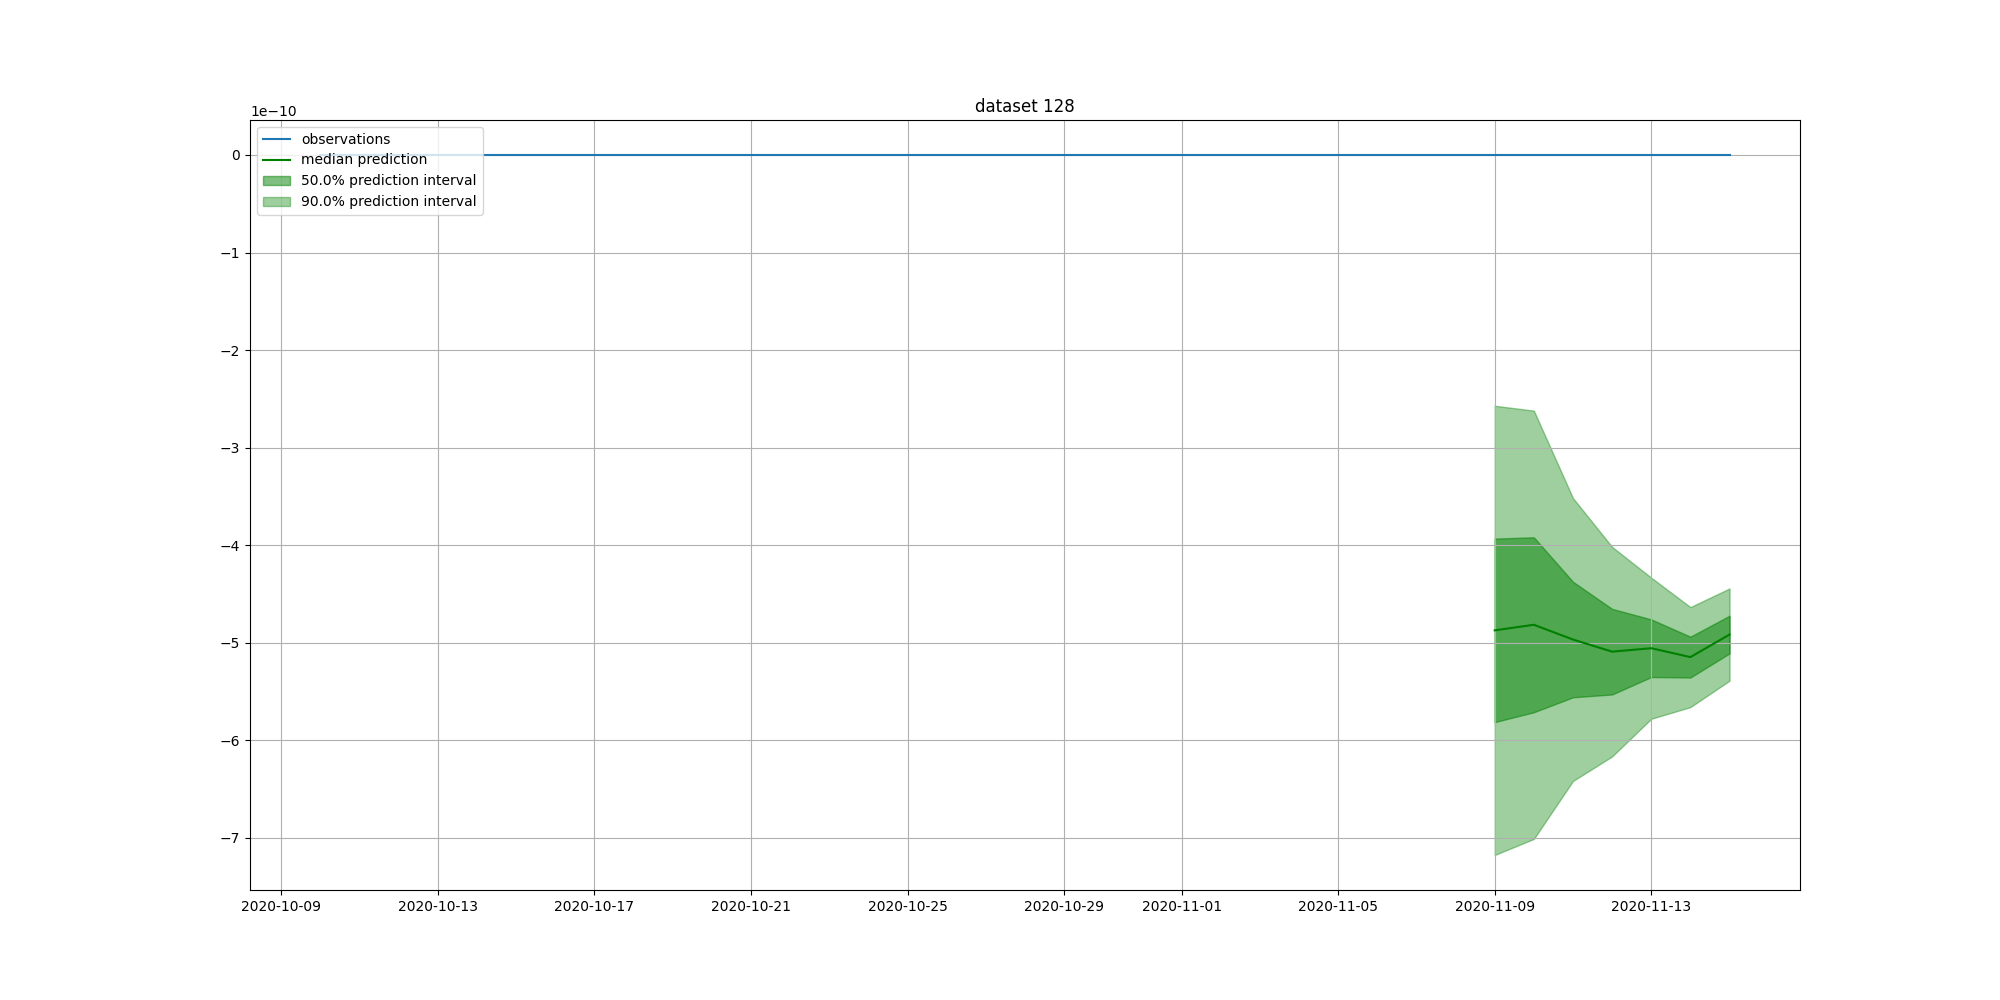 dataset 128
1e−10
observations
median prediction
50.0% prediction interval
90.0% prediction interval
0
−1
−2
−3
−4
−5
−6
−7
2020-10-09 2020-10-13 2020-10-17 2020-10-21 2020-10-25 2020-10-29 2020-11-01 2020-11-05 2020-11-09 2020-11-13